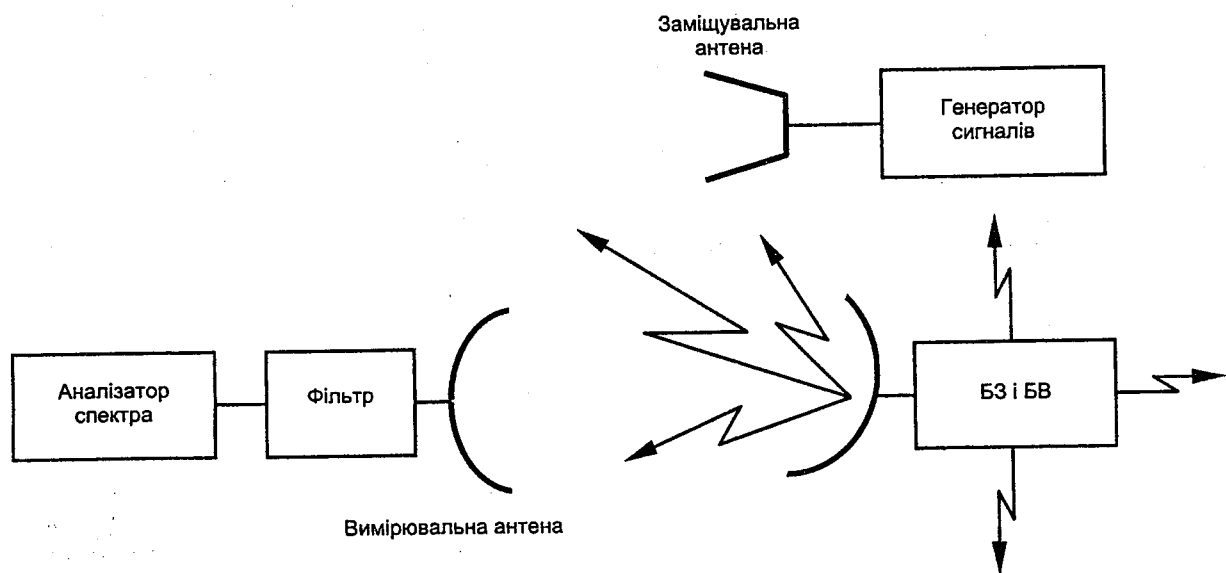 Заміщувальна
антена
Генератор
сигналів
Аналізатор
спектра
Фільтр
БЗ і БВ
Вимірювальна антена